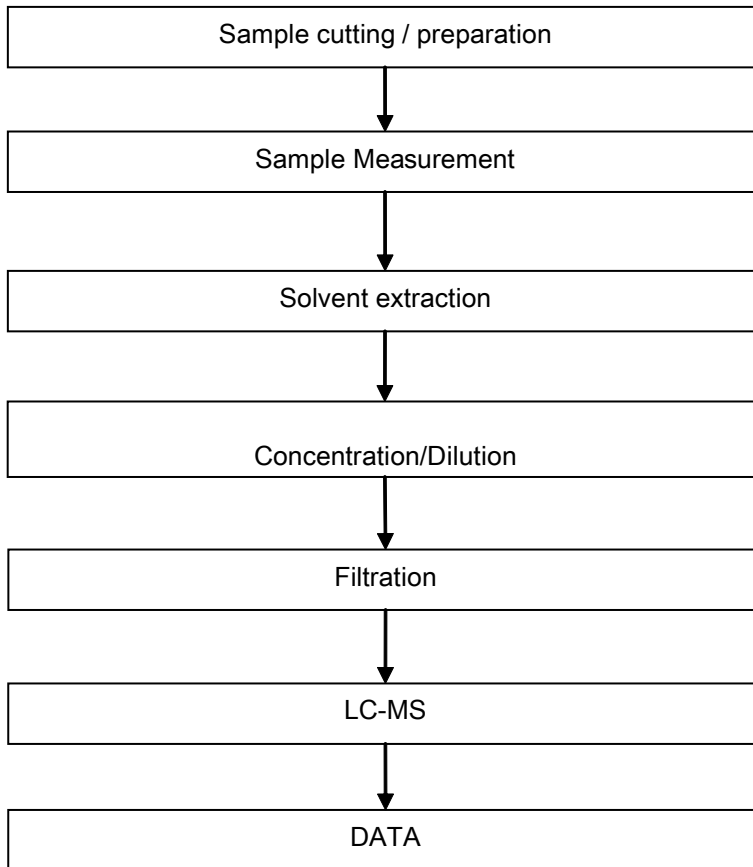 Sample cutting / preparation
Sample Measurement
Solvent extraction
Concentration/Dilution
Filtration
LC-MS
DATA